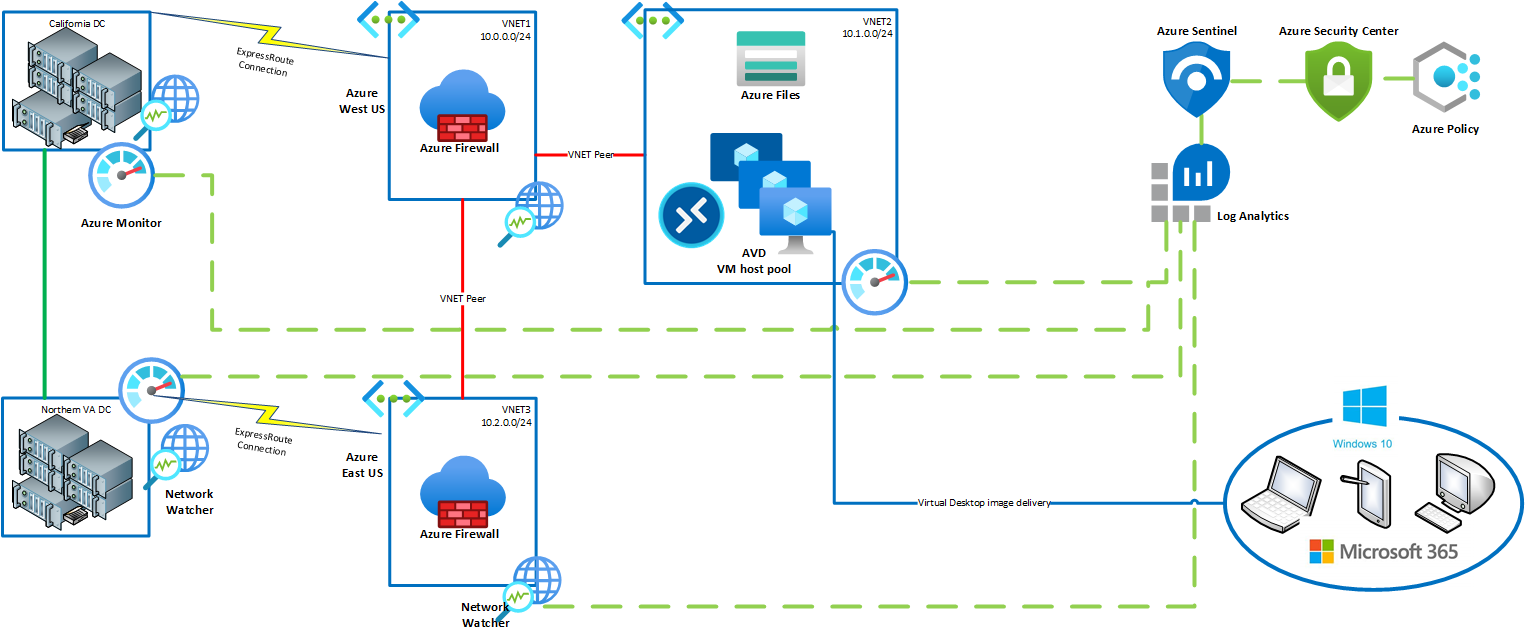 California DC
ExpressRoute
Connection
Azure Monitor
VNET1
10.0.0.0/24
Azure
West US
Azure Firewall
VNET Peer
VNET2
10.1.0.0/24
Azure Files
AVD
VM host pool
Azure Sentinel
Azure Security Center
Azure Policy
Log Analytics
VNET Peer
Northern VA DC
ExpressRoute
Connection
Network
Watcher
VNET3
10.2.0.0/24
Azure
East US
Azure Firewall
Network
Watcher
Virtual Desktop image delivery
Windows 10
Microsoft 365